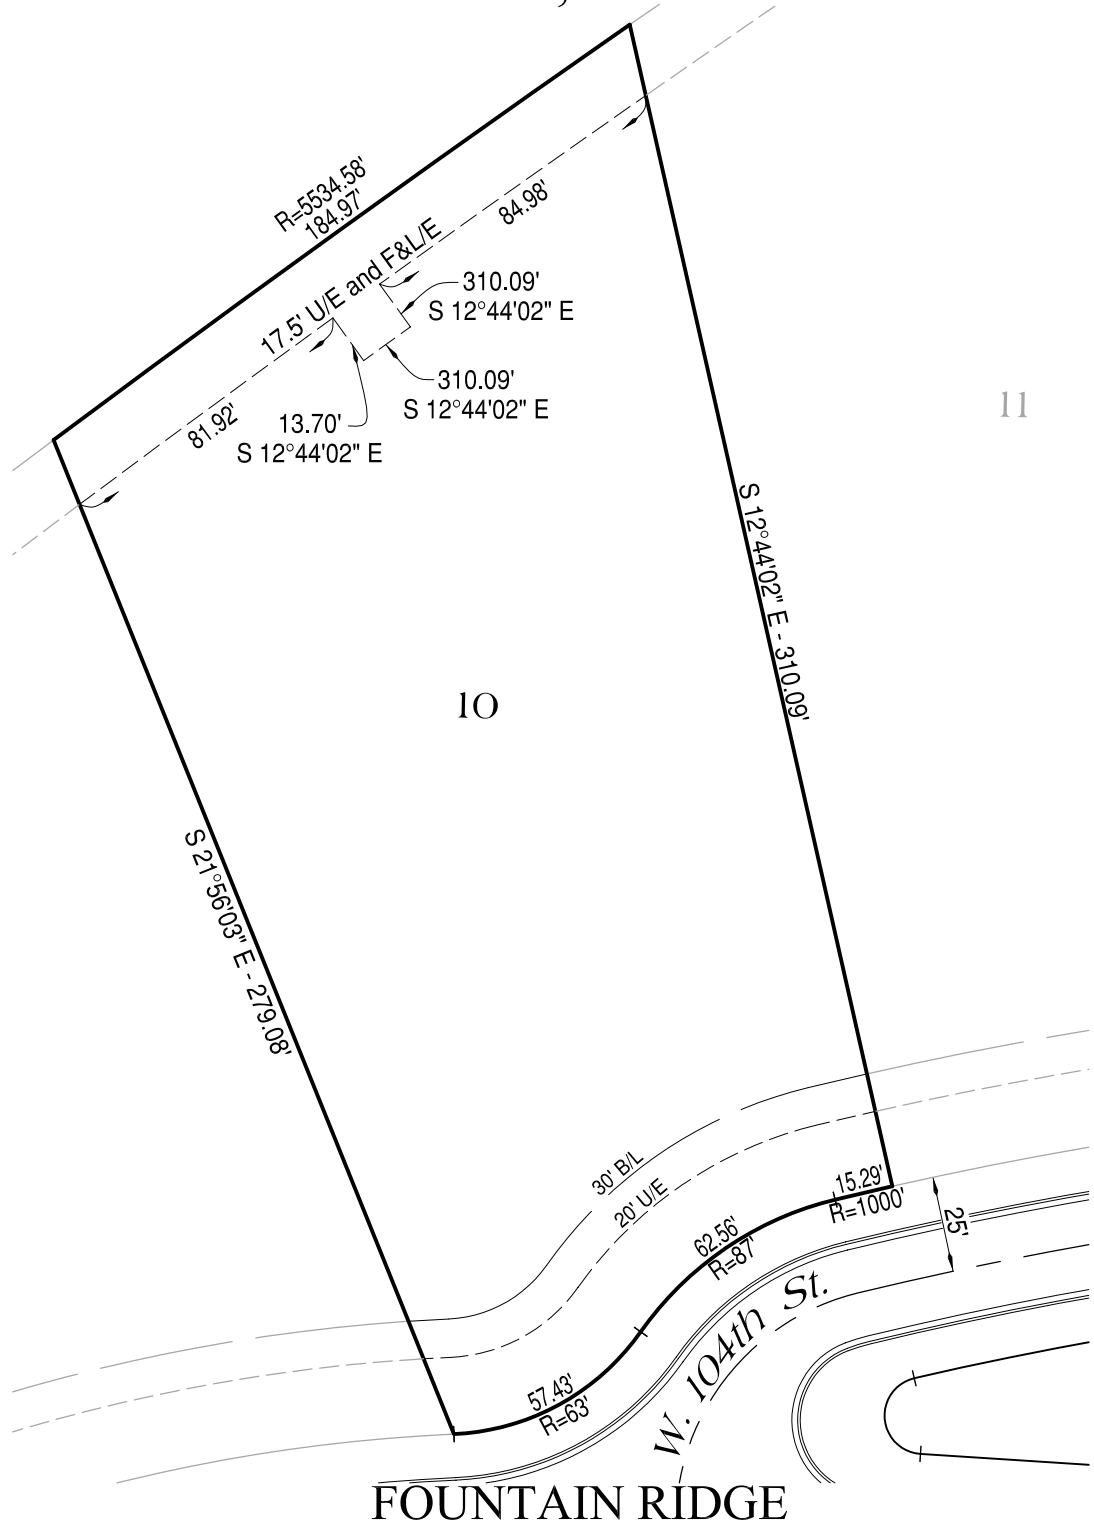 R=5534.58'
184.97'
84.98'
17.5' U/E and F&L/E
310.09'
S 12°44'02" E
310.09'
S 12°44'02" E
81.92'
13.70'
S 12°44'02" E
11
S 12°44'02" E - 310.09'
10
S 21°56'03" E - 279.08'
30' B/L
20' U/E
15.29'
R=1000'
25'
62.56'
R=87'
W. 104th St.
57.43'
R=63'
FOUNTAIN RIDGE